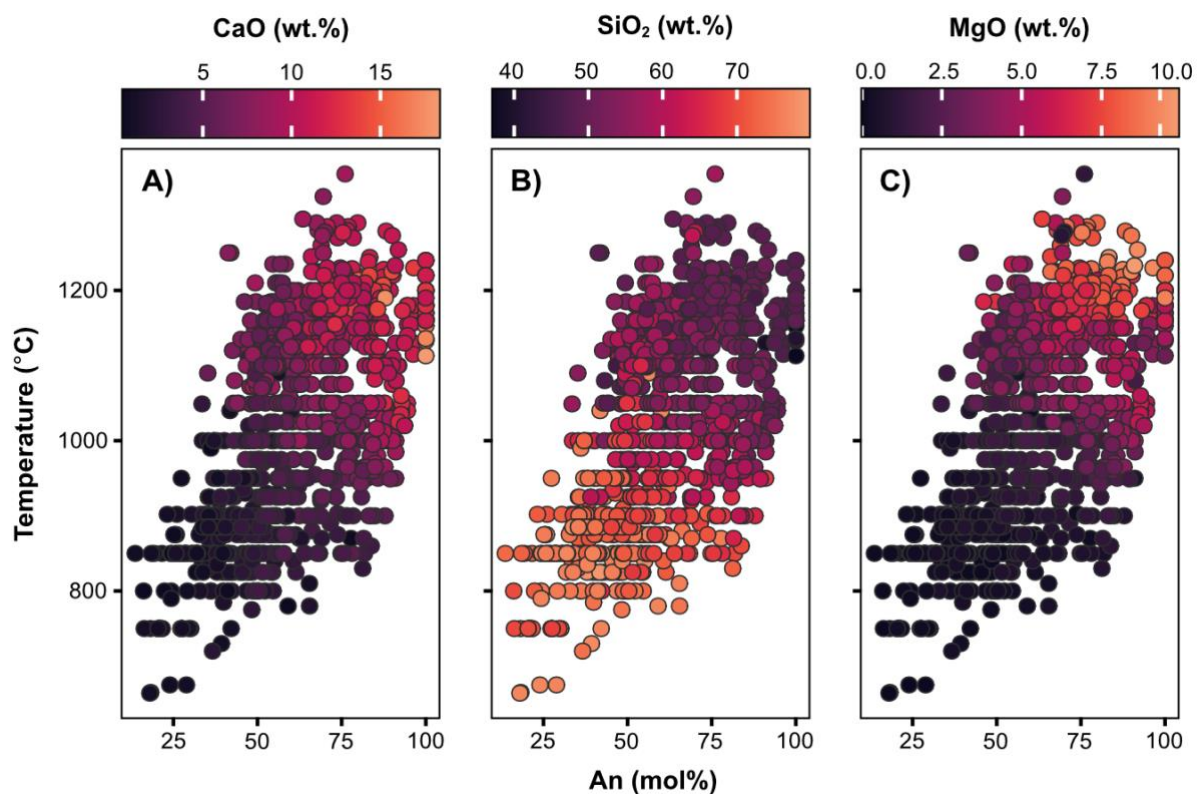 CaO (wt.%) SiO₂ (wt.%) MgO (wt.%)
5 10 15 40 50 60 70 0.0 2.5 5.0 7.5 10.0
A) B) C)
Temperature (°C)
1200
1000
800
25 50 75 100 25 50 75 100 25 50 75 100
An (mol%)